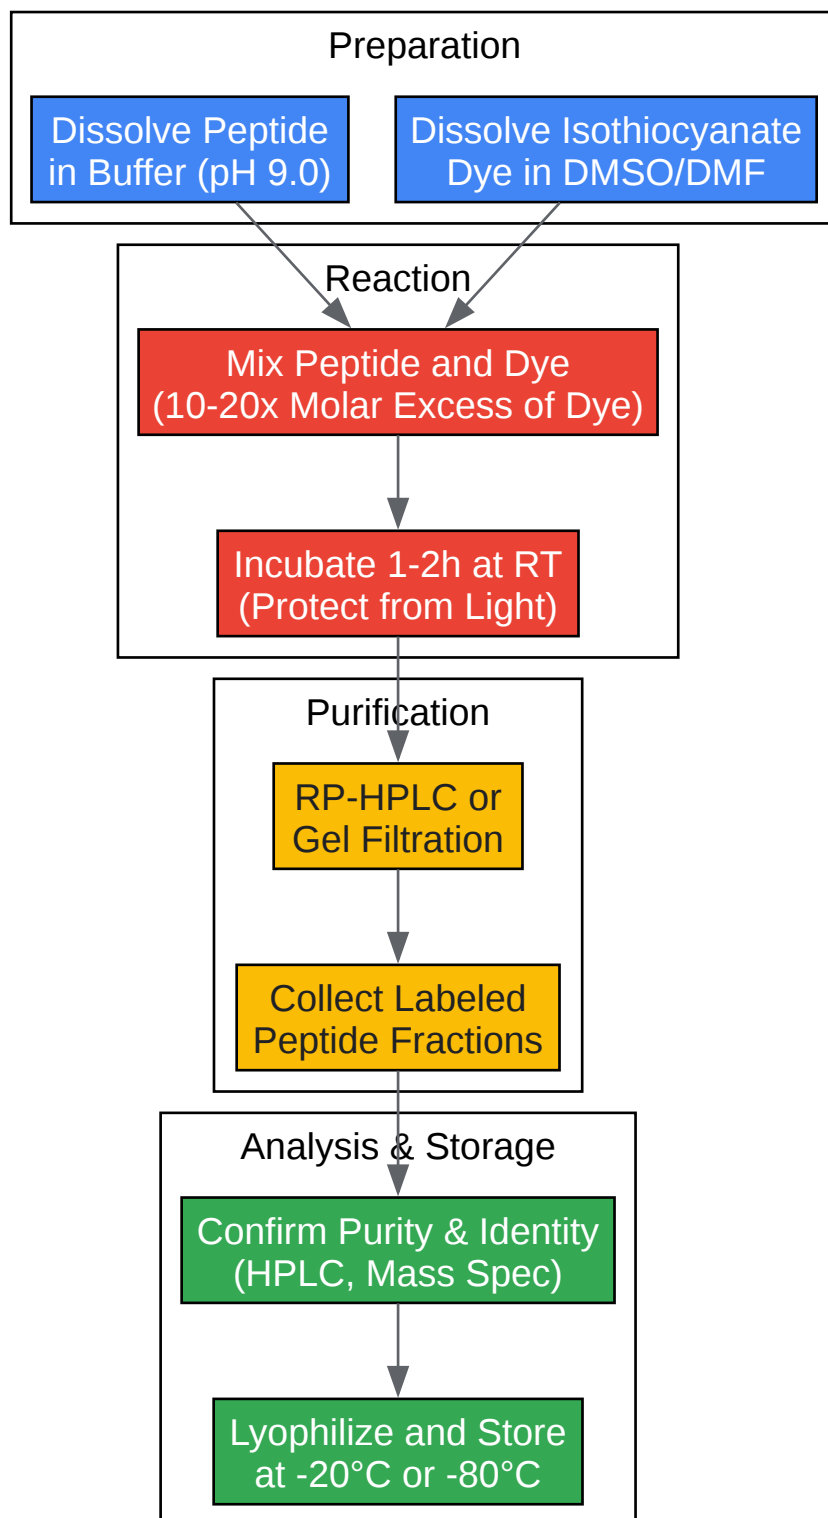 Preparation
Dissolve Peptide
in Buffer (pH 9.0)
Dissolve Isothiocyanate
Dye in DMSO/DMF
Reaction
Mix Peptide and Dye
(10-20x Molar Excess of Dye)
Incubate 1-2h at RT
(Protect from Light)
Purification
RP-HPLC or
Gel Filtration
Collect Labeled
Peptide Fractions
Analysis & Storage
Confirm Purity & Identity
(HPLC, Mass Spec)
Lyophilize and Store
at -20°C or -80°C